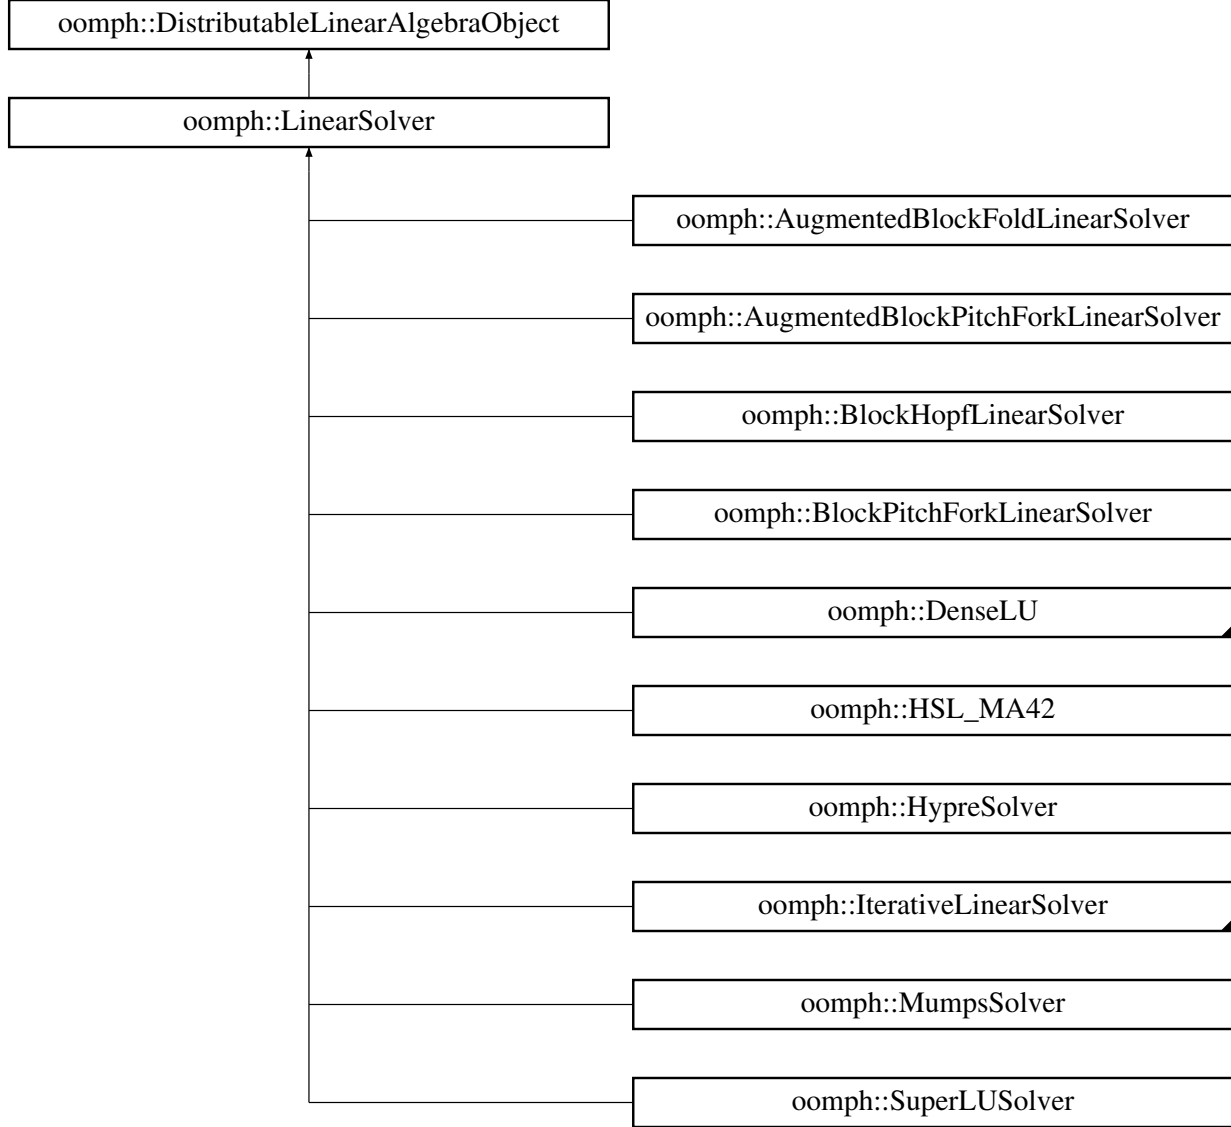 oomph::DistributableLinearAlgebraObject
oomph::LinearSolver
oomph::AugmentedBlockFoldLinearSolver
oomph::AugmentedBlockPitchForkLinearSolver
oomph::BlockHopfLinearSolver
oomph::BlockPitchForkLinearSolver
oomph::DenseLU
oomph::HSL_MA42
oomph::HypreSolver
oomph::IterativeLinearSolver
oomph::MumpsSolver
oomph::SuperLUSolver